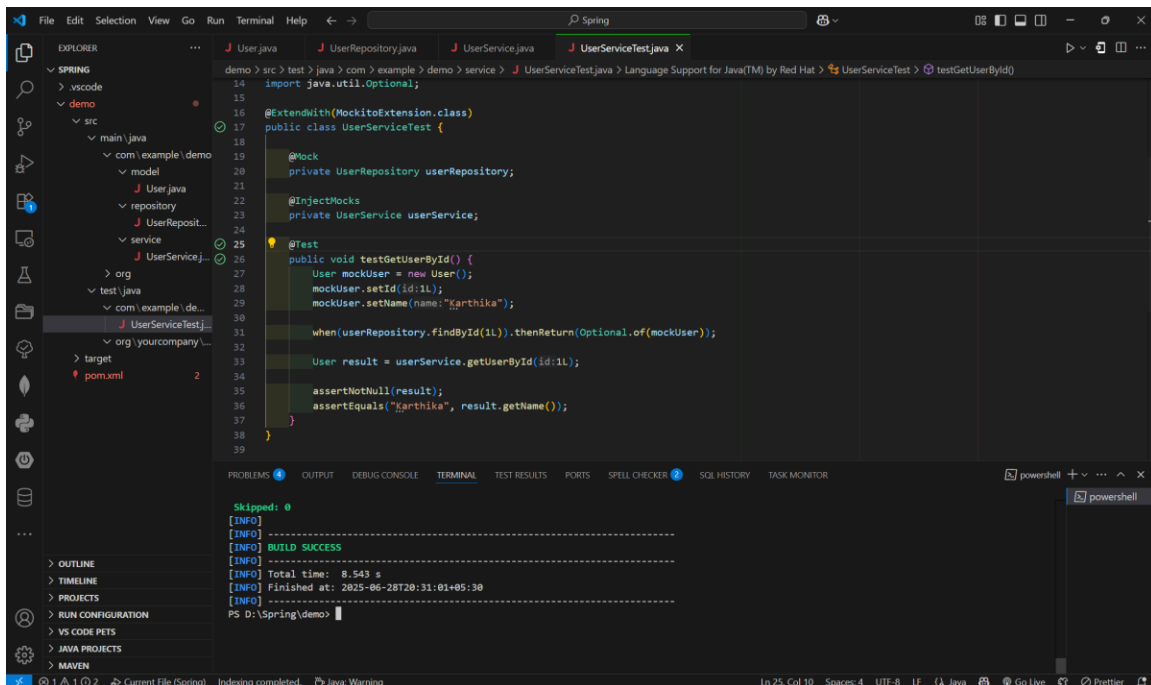 File Edit Selection View Go Run Terminal Help
Spring
EXPLORER
SPRING
.vscode
demo
src
main\java
com\example\demo
model
J User.java
repository
J UserReposit...
service
J UserService.j...
org
test\java
com\example\de...
J UserServiceTest.j...
org\yourcompany\...
target
pom.xml 2
OUTLINE
TIMELINE
PROJECTS
RUN CONFIGURATION
VS CODE PETS
JAVA PROJECTS
MAVEN
J User.java J UserRepository.java J UserService.java J UserServiceTest.java
demo > src > test > java > com > example > demo > service > J UserServiceTest.java > Language Support for Java(TM) by Red Hat > UserServiceTest > testGetUserById()
14 import java.util.Optional;
15
16 @ExtendWith(MockitoExtension.class)
17 public class UserServiceTest {
18
19 @Mock
20 private UserRepository userRepository;
21
22 @InjectMocks
23 private UserService userService;
24
25 @Test
26 public void testGetUserById() {
27 User mockUser = new User();
28 mockUser.setId(id:1L);
29 mockUser.setName(name:"Karthika");
30
31 when(userRepository.findById(1L)).thenReturn(Optional.of(mockUser));
32
33 User result = userService.getUserById(id:1L);
34
35 assertNotNull(result);
36 assertEquals("Karthika", result.getName());
37 }
38 }
39
PROBLEMS 4 OUTPUT DEBUG CONSOLE TERMINAL TEST RESULTS PORTS SPELL CHECKER 2 SQL HISTORY TASK MONITOR
powershell
powershell
Skipped: 0
[INFO]
[INFO] ------------------------------------------------------------------------
[INFO] BUILD SUCCESS
[INFO] ------------------------------------------------------------------------
[INFO] Total time: 8.543 s
[INFO] Finished at: 2025-06-28T20:31:01+05:30
[INFO] ------------------------------------------------------------------------
PS D:\Spring\demo>
1 1 2 Current File (Spring) Indexing completed. Java: Warning Ln 25, Col 10 Spaces: 4 UTF-8 LF {} Java Go Live Prettier